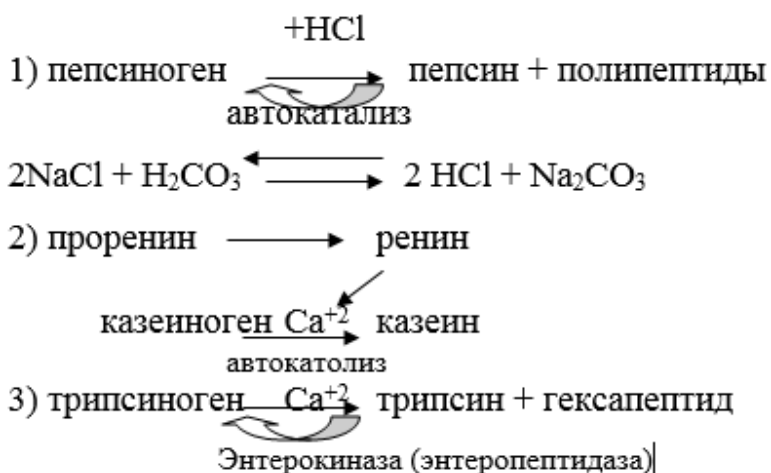 +HCl
1) пепсиноген пепсин + полипептиды
автокатализ
2NaCl + H₂CO₃ 2 HCl + Na₂CO₃
2) проренин ренин
казеиноген Ca⁺² казеин
автокатолиз
3) трипсиноген Ca⁺² трипсин + гексапептид
Энтерокиназа (энтеропептидаза)